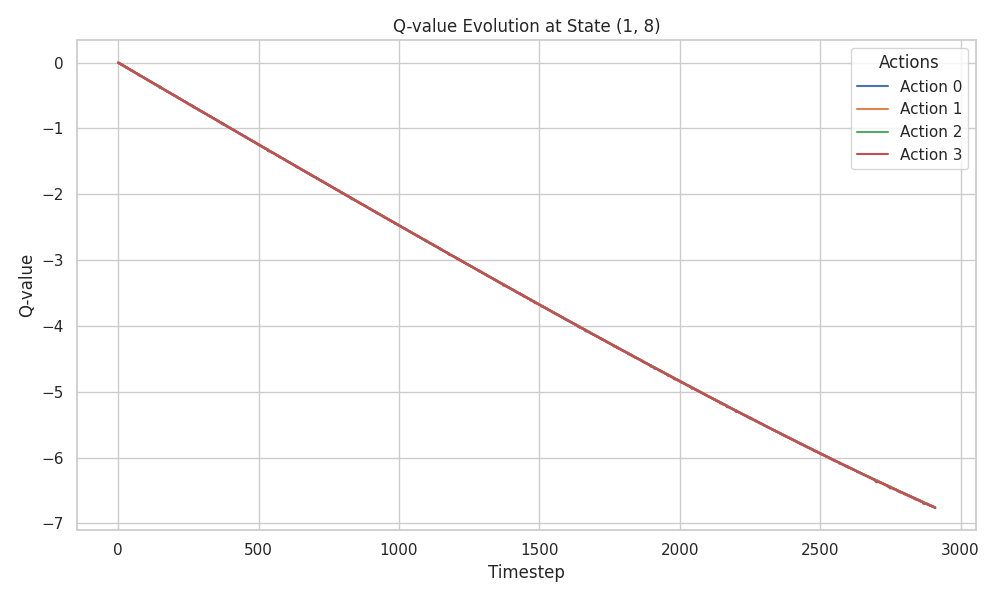 Q-value Evolution at State (1, 8)
Actions
Action 0
Action 1
Action 2
Action 3
Q-value
0
−1
−2
−3
−4
−5
−6
−7
0 500 1000 1500 2000 2500 3000
Timestep